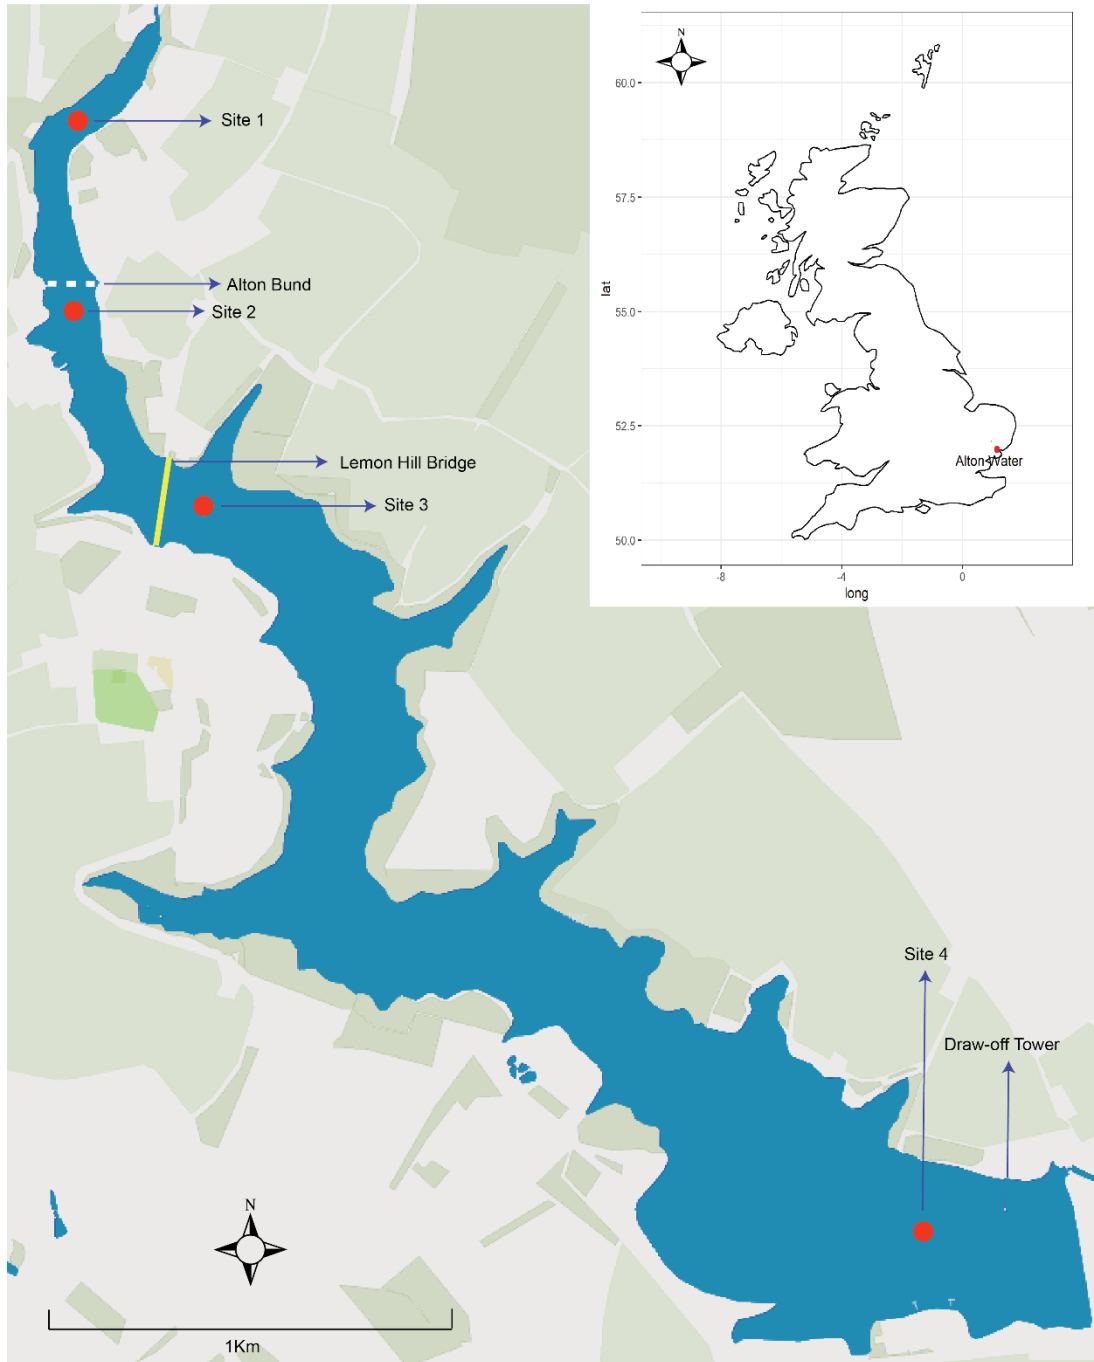 Site 1
Alton Bund
Site 2
Lemon Hill Bridge
Site 3
Site 4
Draw-off Tower
N
1Km
N
60.0
57.5
55.0
52.5
50.0
lat
Alton Water
-8
-4
0
long